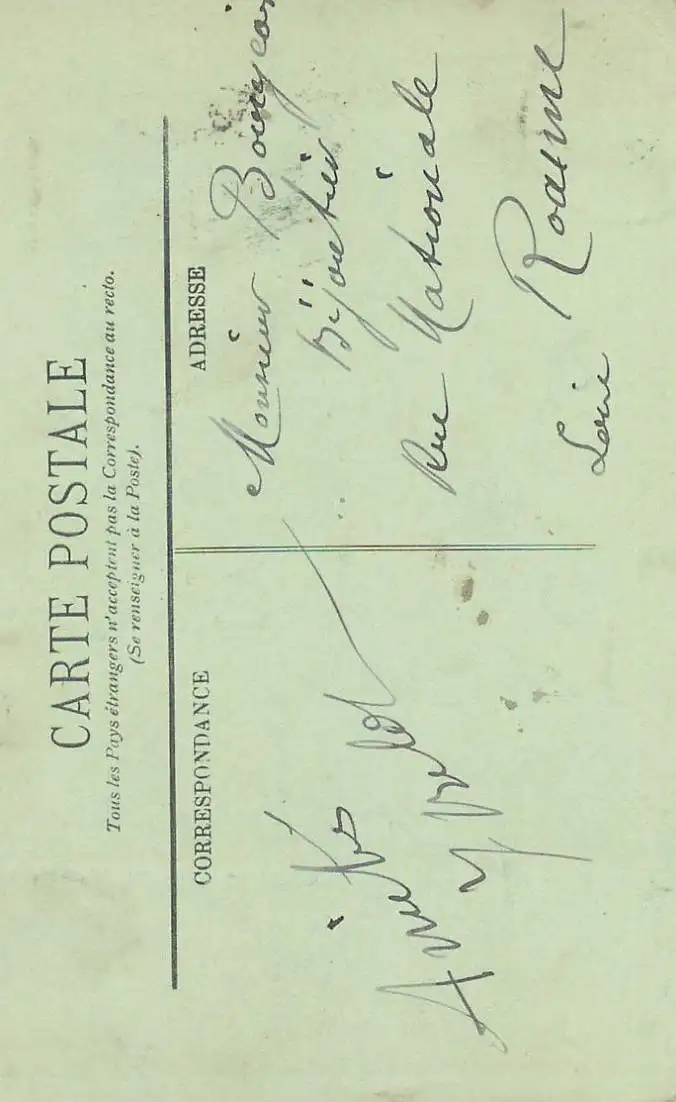 CARTE POSTALE
Tous les Pays étrangers n'acceptent pas la Correspondance au recto.
(Se renseigner à la Poste).
CORRESPONDANCE
Amitiés
ADRESSE
Monsieur
Bijoutier
Rue Nationale
Roanne
Loire